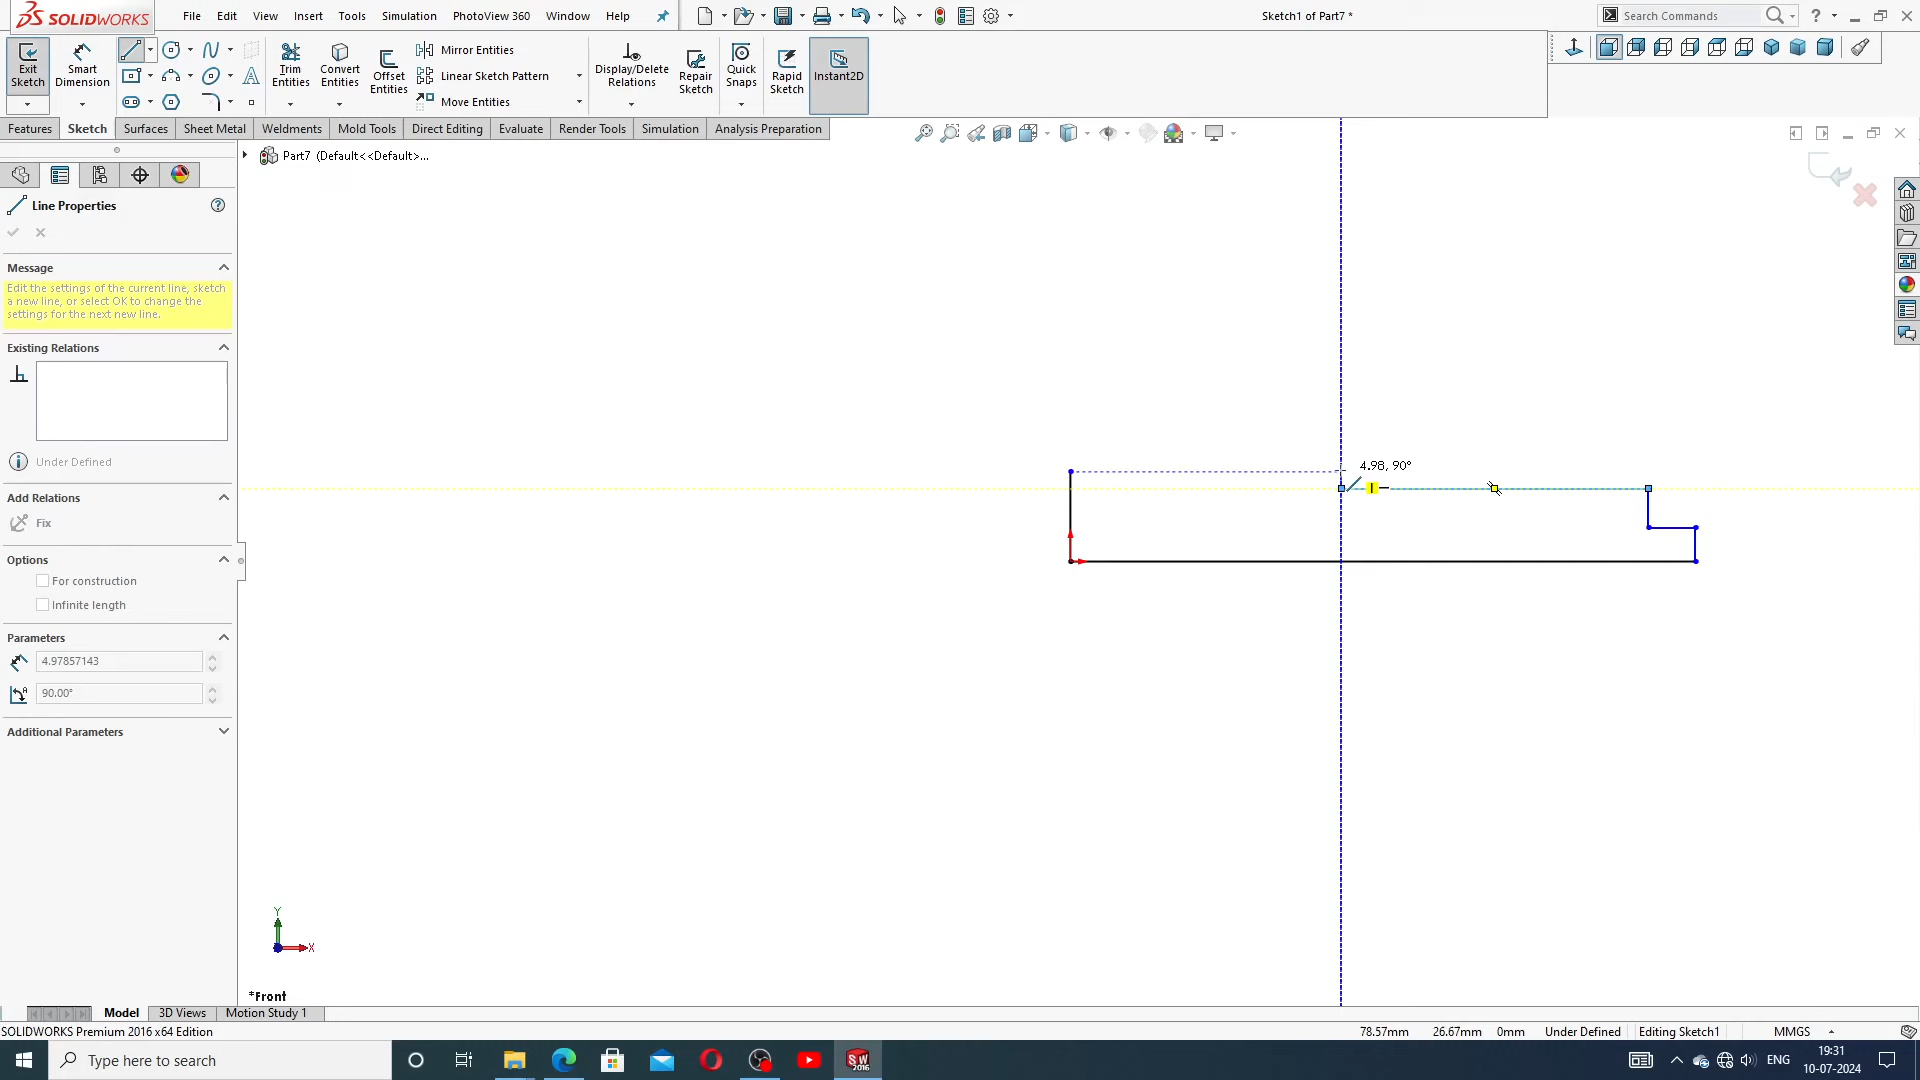 SOLIDWORKS File Edit View Insert Tools Simulation PhotoView 360 Window Help Sketch1 of Part7 * Search Commands ?
Exit Sketch
Smart Dimension
Trim Entities
Convert Entities
Offset Entities
Mirror Entities
Linear Sketch Pattern
Move Entities
Display/Delete Relations
Repair Sketch
Quick Snaps
Rapid Sketch
Instant2D
Features Sketch Surfaces Sheet Metal Weldments Mold Tools Direct Editing Evaluate Render Tools Simulation Analysis Preparation
Part7 (Default<<Default>...
Line Properties
Message
Edit the settings of the current line, sketch
a new line, or select OK to change the
settings for the next new line.
Existing Relations
Under Defined
Add Relations
Fix
Options
For construction
Infinite length
Parameters
4.97857143
90.00°
Additional Parameters
4.98, 90°
Y
X
*Front
Model 3D Views Motion Study 1
SOLIDWORKS Premium 2016 x64 Edition 78.57mm 26.67mm 0mm Under Defined Editing Sketch1 MMGS
Type here to search
SW
2016
ENG
19:31
10-07-2024